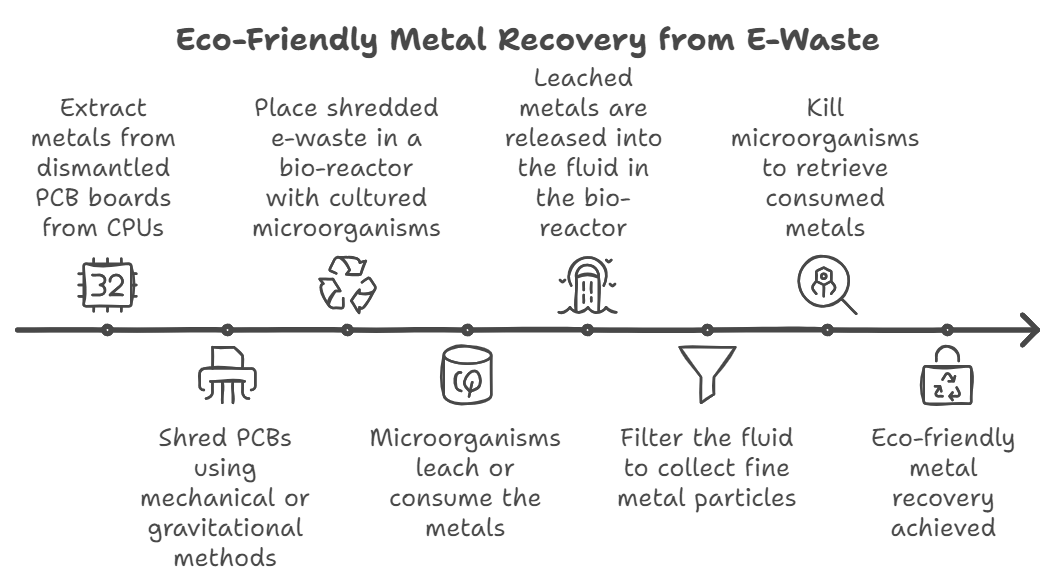 Eco-Friendly Metal Recovery from E-Waste
Extract
metals from
dismantled
PCB boards
from CPUs
32
Shred PCBs
using
mechanical or
gravitational
methods
Place shredded
e-waste in a
bio-reactor
with cultured
microorganisms
Microorganisms
leach or
consume the
metals
Leached
metals are
released into
the fluid in
the bio-
reactor
Filter the fluid
to collect fine
metal particles
Kill
microorganisms
to retrieve
consumed
metals
Eco-friendly
metal
recovery
achieved